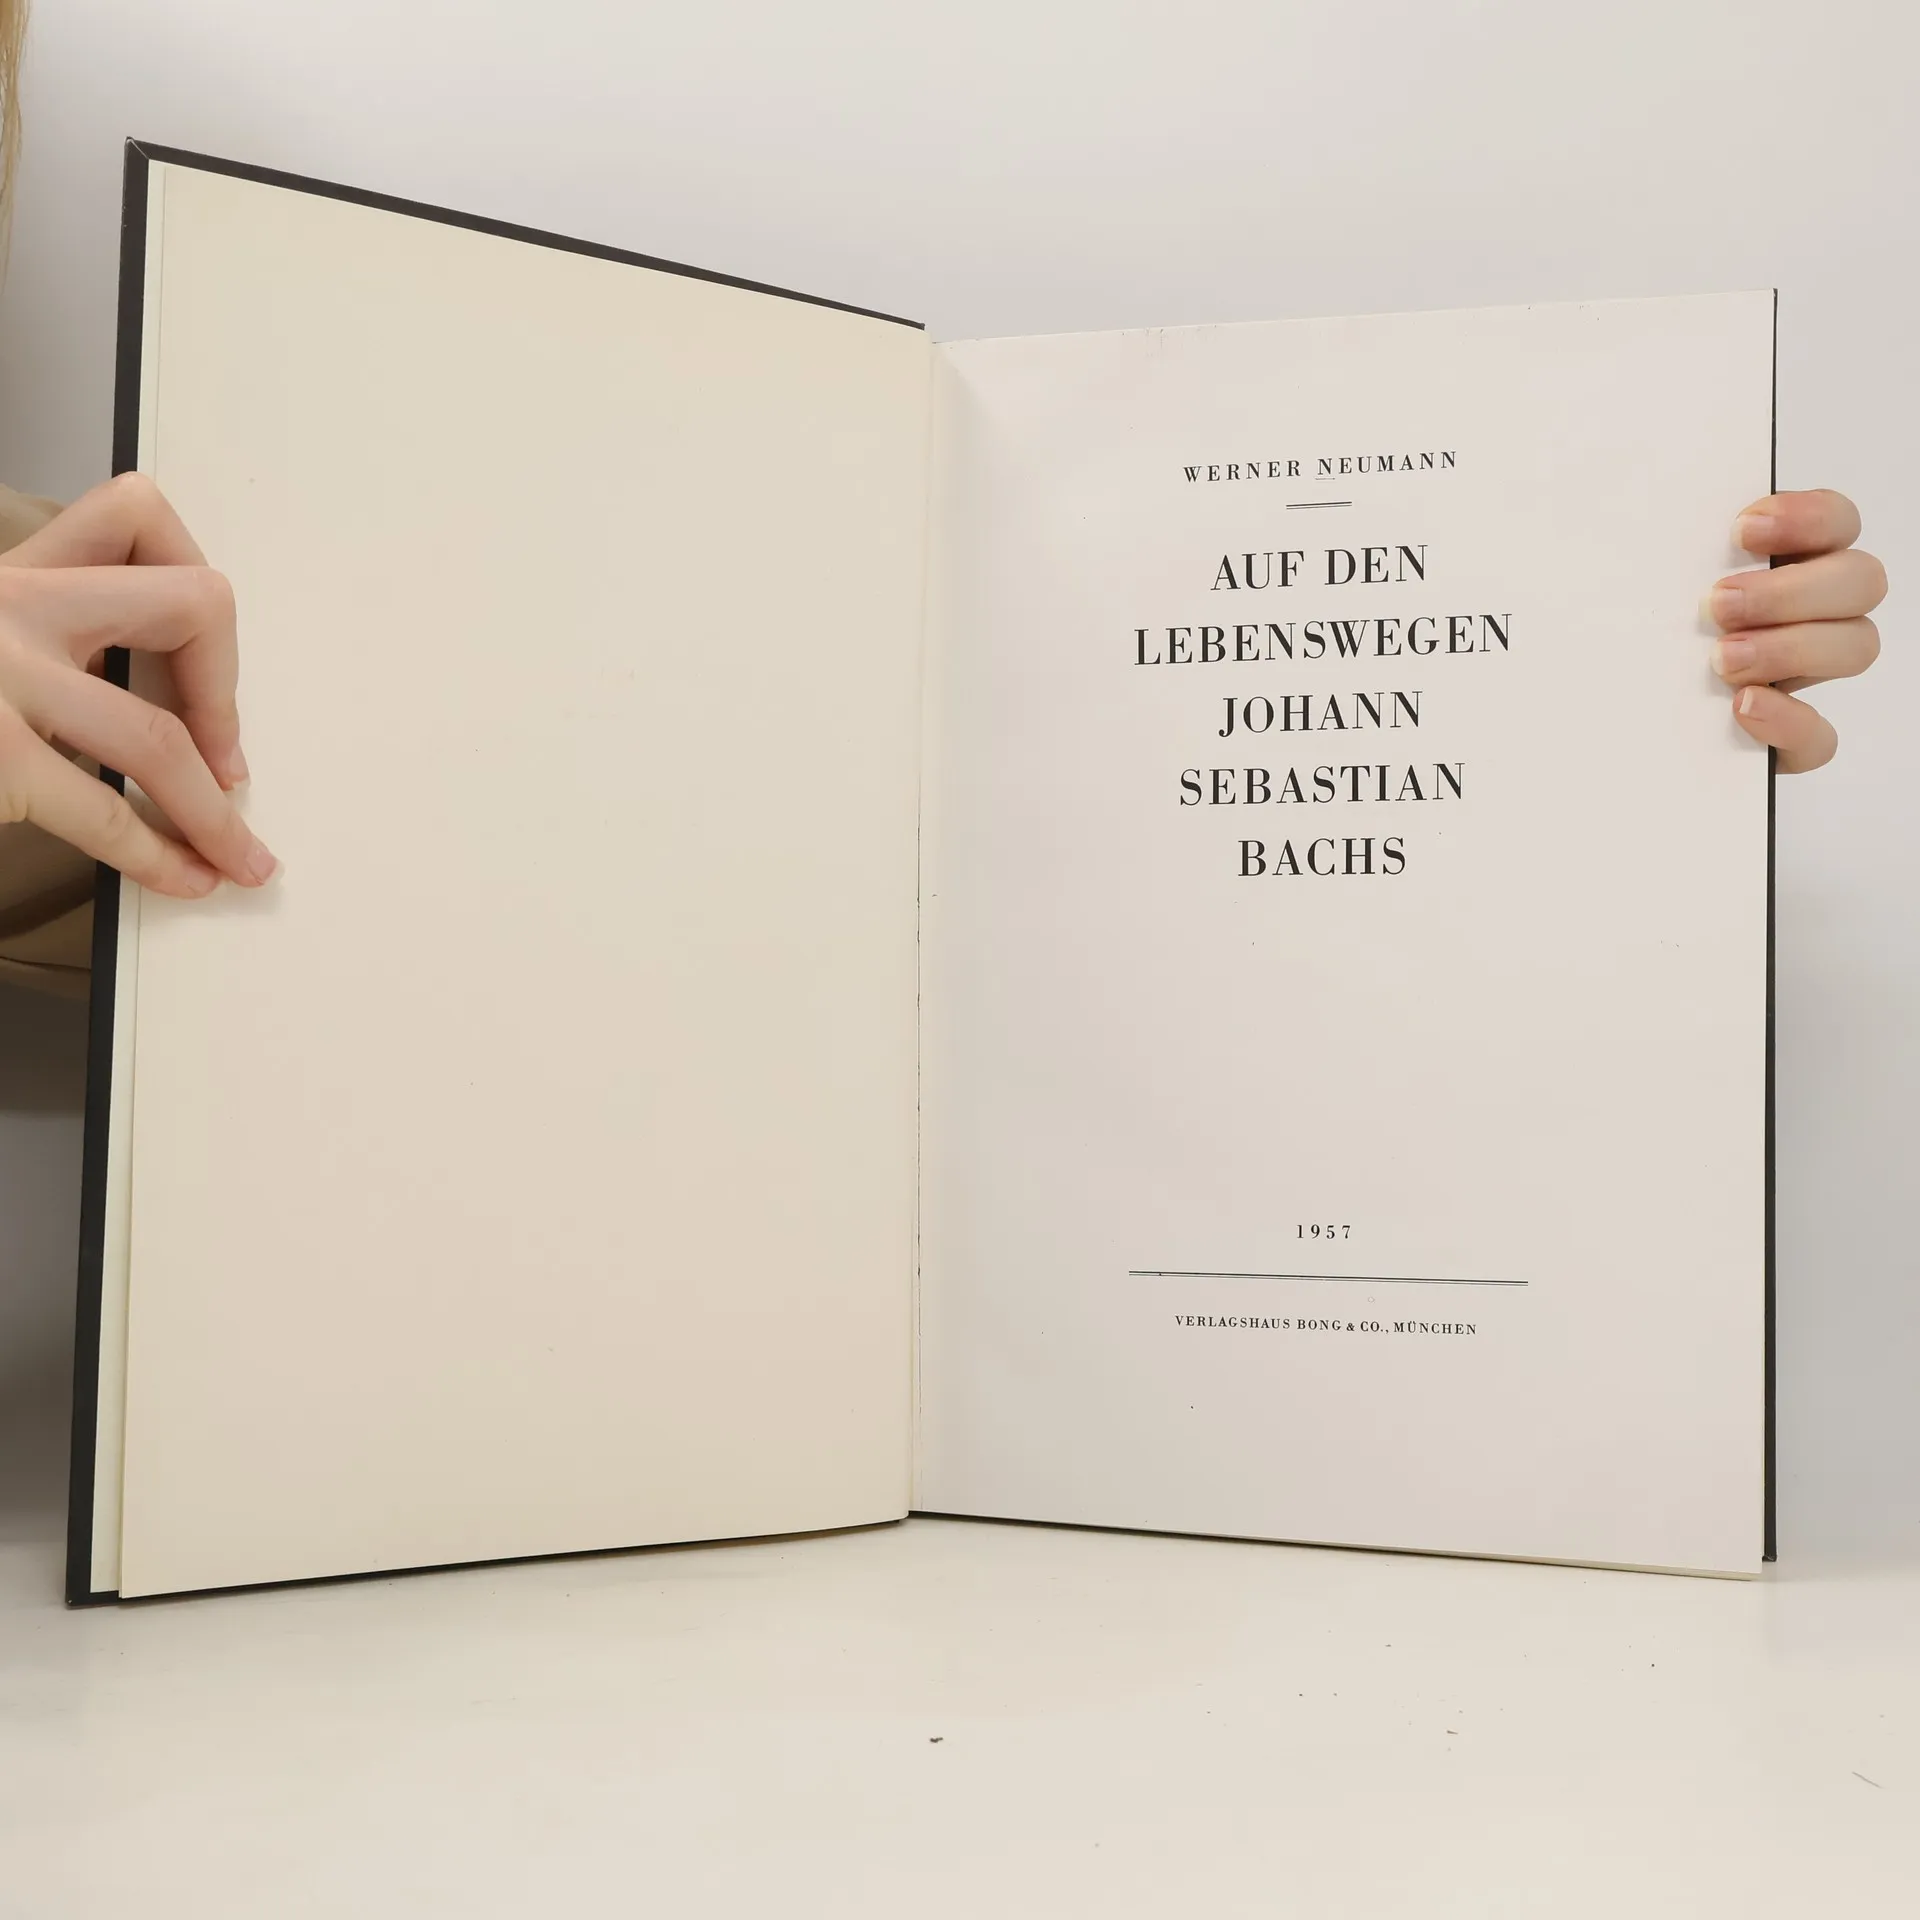 WERNER NEUMANN
AUF DEN
LEBENSWEGEN
JOHANN
SEBASTIAN
BACHS
1957
VERLAGSHAUS BONG & CO., MÜNCHEN